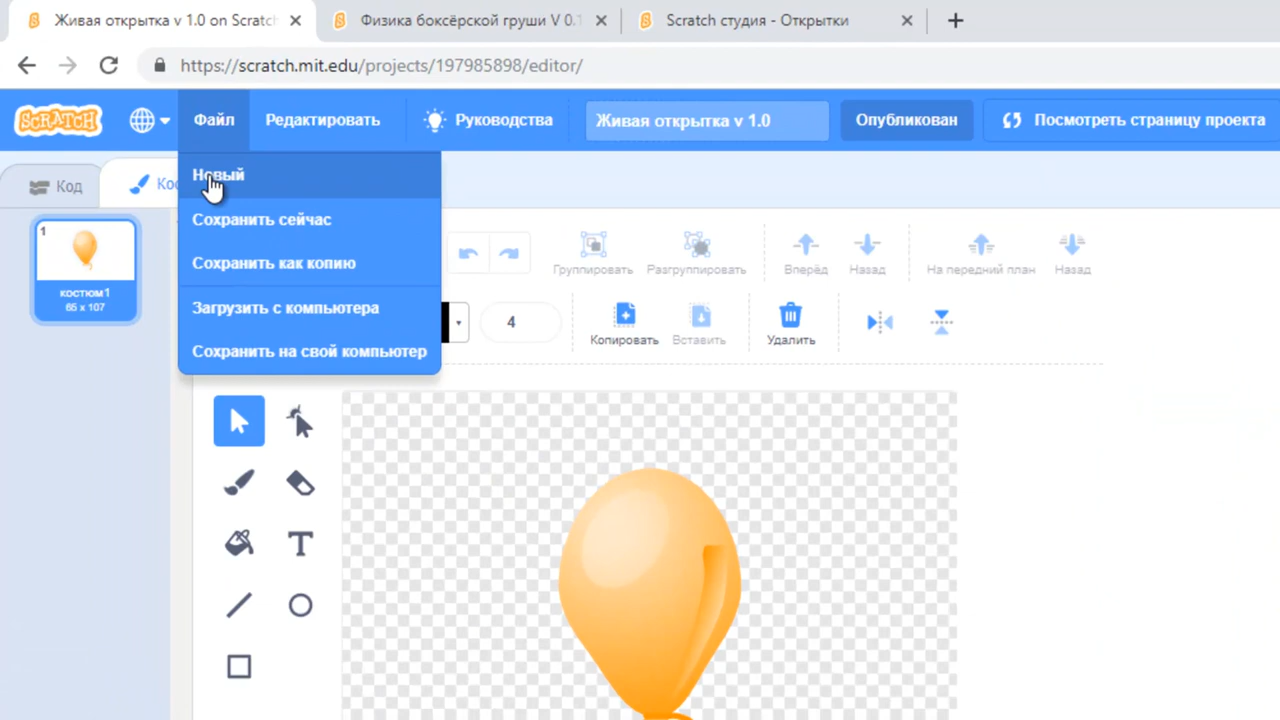 Живая открытка v 1.0 on Scratch
Физика боксёрской груши V 0.1
Scratch студия - Открытки
https://scratch.mit.edu/projects/197985898/editor/
SCRATCH
Файл
Редактировать
Руководства
Живая открытка v 1.0
Опубликован
Посмотреть страницу проекта
Код
Кос
Новый
Сохранить сейчас
Сохранить как копию
Загрузить с компьютера
Сохранить на свой компьютер
1
костюм1
65 x 107
Группировать
Разгруппировать
Вперёд
Назад
На передний план
Назад
4
Копировать
Вставить
Удалить
T